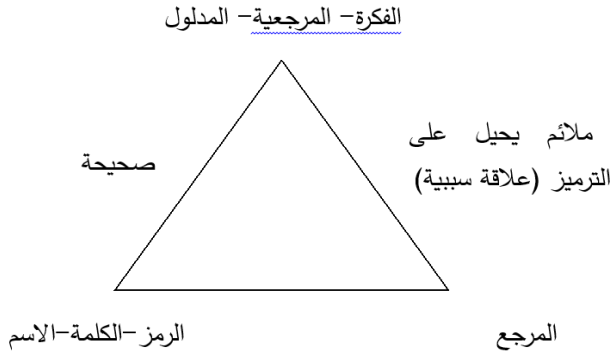 الفكرة– المرجعية– المدلول
ملائم يحيل على
صحيحة
الترميز (علاقة سببية)
المرجع
الرمز–الكلمة–الاسم